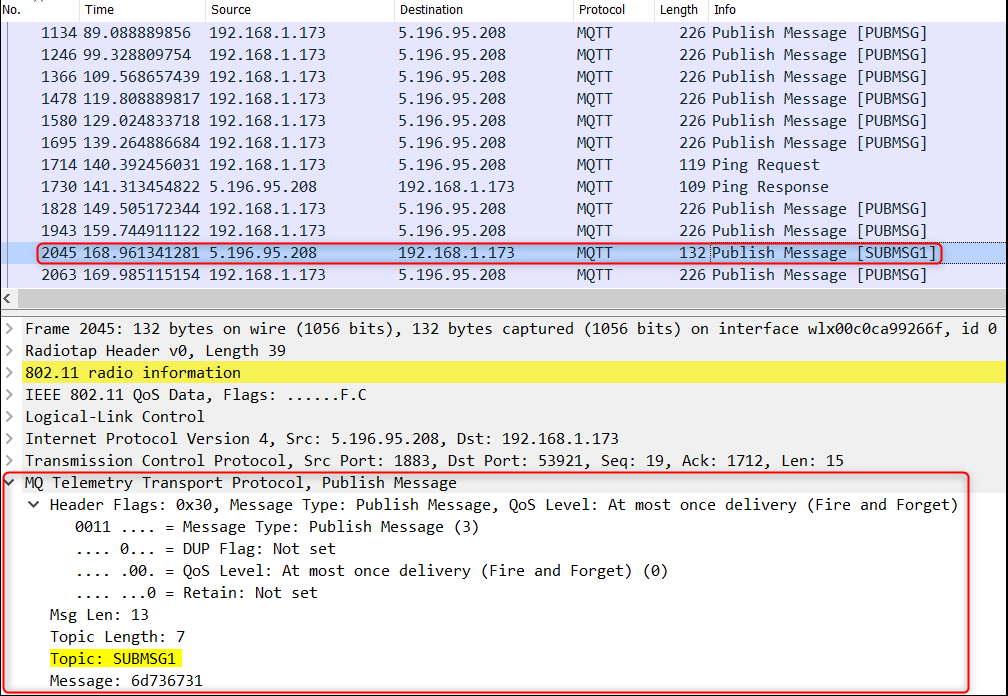 No. Time Source Destination Protocol Length Info
1134 89.088889856 192.168.1.173 5.196.95.208 MQTT 226 Publish Message [PUBMSG]
1246 99.328809754 192.168.1.173 5.196.95.208 MQTT 226 Publish Message [PUBMSG]
1366 109.568657439 192.168.1.173 5.196.95.208 MQTT 226 Publish Message [PUBMSG]
1478 119.808889817 192.168.1.173 5.196.95.208 MQTT 226 Publish Message [PUBMSG]
1580 129.024833718 192.168.1.173 5.196.95.208 MQTT 226 Publish Message [PUBMSG]
1695 139.264886684 192.168.1.173 5.196.95.208 MQTT 226 Publish Message [PUBMSG]
1714 140.392456031 192.168.1.173 5.196.95.208 MQTT 119 Ping Request
1730 141.313454822 5.196.95.208 192.168.1.173 MQTT 109 Ping Response
1828 149.505172344 192.168.1.173 5.196.95.208 MQTT 226 Publish Message [PUBMSG]
1943 159.744911122 192.168.1.173 5.196.95.208 MQTT 226 Publish Message [PUBMSG]
2045 168.961341281 5.196.95.208 192.168.1.173 MQTT 132 Publish Message [SUBMSG1]
2063 169.985115154 192.168.1.173 5.196.95.208 MQTT 226 Publish Message [PUBMSG]
Frame 2045: 132 bytes on wire (1056 bits), 132 bytes captured (1056 bits) on interface wlx00c0ca99266f, id 0
Radiotap Header v0, Length 39
802.11 radio information
IEEE 802.11 QoS Data, Flags: ......F.C
Logical-Link Control
Internet Protocol Version 4, Src: 5.196.95.208, Dst: 192.168.1.173
Transmission Control Protocol, Src Port: 1883, Dst Port: 53921, Seq: 19, Ack: 1712, Len: 15
MQ Telemetry Transport Protocol, Publish Message
Header Flags: 0x30, Message Type: Publish Message, QoS Level: At most once delivery (Fire and Forget)
0011 .... = Message Type: Publish Message (3)
.... 0... = DUP Flag: Not set
.... .00. = QoS Level: At most once delivery (Fire and Forget) (0)
.... ...0 = Retain: Not set
Msg Len: 13
Topic Length: 7
Topic: SUBMSG1
Message: 6d736731